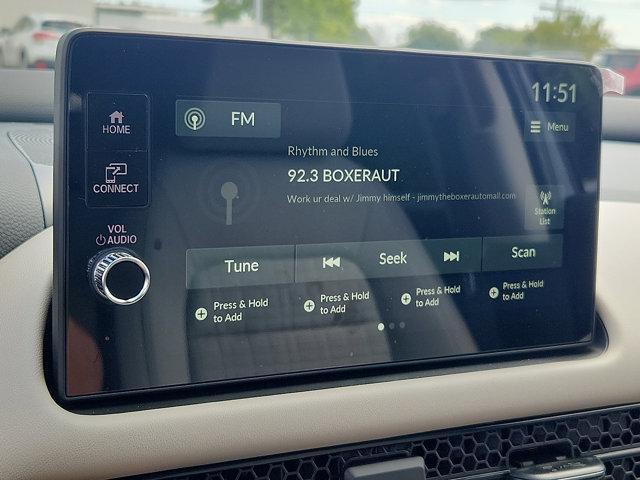 11:51
HOME
FM
Menu
Rhythm and Blues
92.3 BOXERAUT
CONNECT
Work ur deal w/ Jimmy himself - jimmytheboxerautomall.com
Station
List
VOL
AUDIO
Tune
Seek
Scan
Press & Hold
to Add
Press & Hold
to Add
Press & Hold
to Add
Press & Hold
to Add